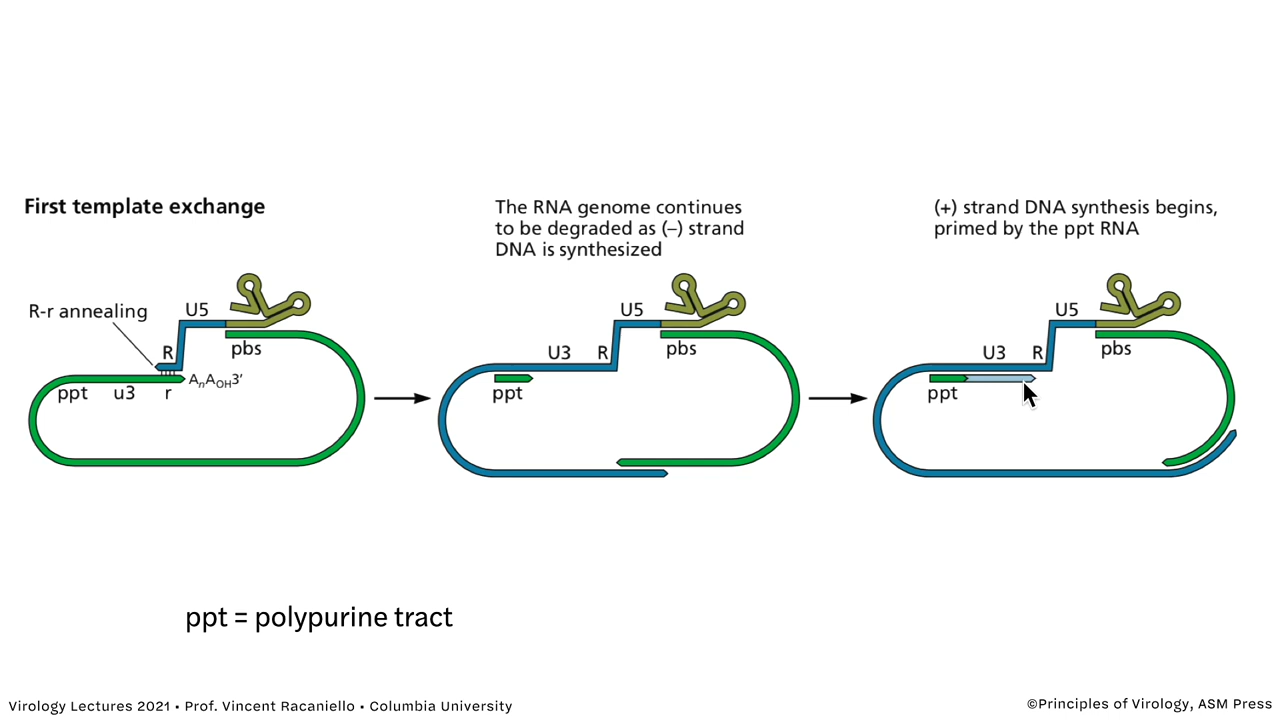 First template exchange
R-r annealing
U5
R
pbs
AₙA_OH3′
ppt u3 r
The RNA genome continues
to be degraded as (–) strand
DNA is synthesized
U5
U3 R
pbs
ppt
(+) strand DNA synthesis begins,
primed by the ppt RNA
U5
U3 R
pbs
ppt
ppt = polypurine tract
Virology Lectures 2021 • Prof. Vincent Racaniello • Columbia University
©Principles of Virology, ASM Press